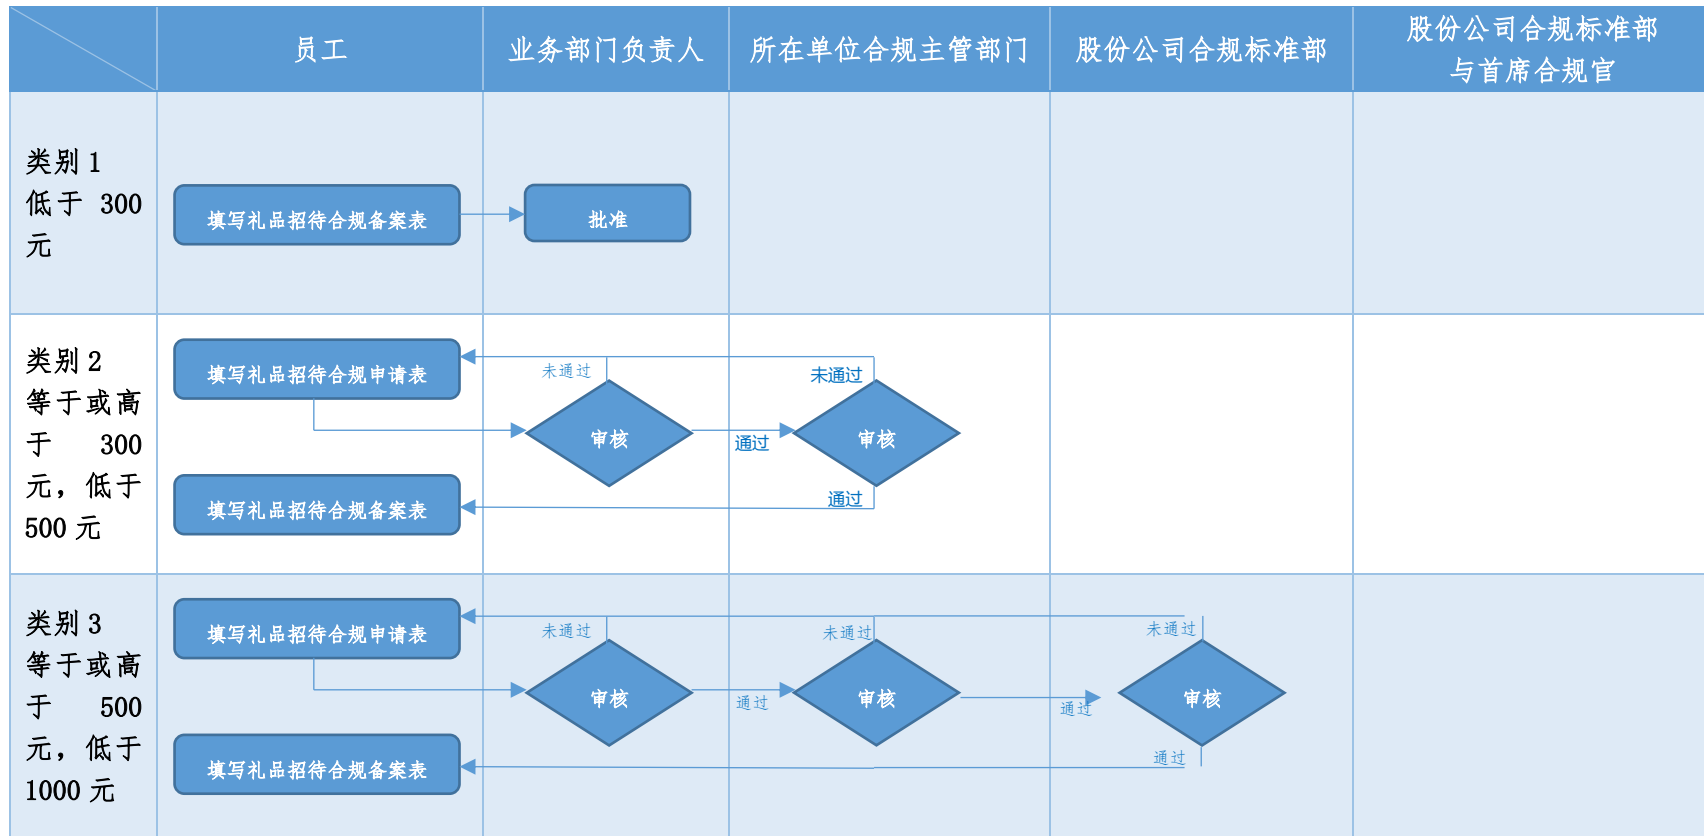 员工
业务部门负责人
所在单位合规主管部门
股份公司合规标准部
股份公司合规标准部
与首席合规官
类别 1
低于 300
元
填写礼品招待合规备案表
批准
类别 2
等于或高
于 300
元，低于
500 元
填写礼品招待合规申请表
未通过
未通过
审核
通过
审核
通过
填写礼品招待合规备案表
类别 3
等于或高
于 500
元，低于
1000 元
填写礼品招待合规申请表
未通过
未通过
未通过
审核
通过
审核
通过
审核
通过
填写礼品招待合规备案表